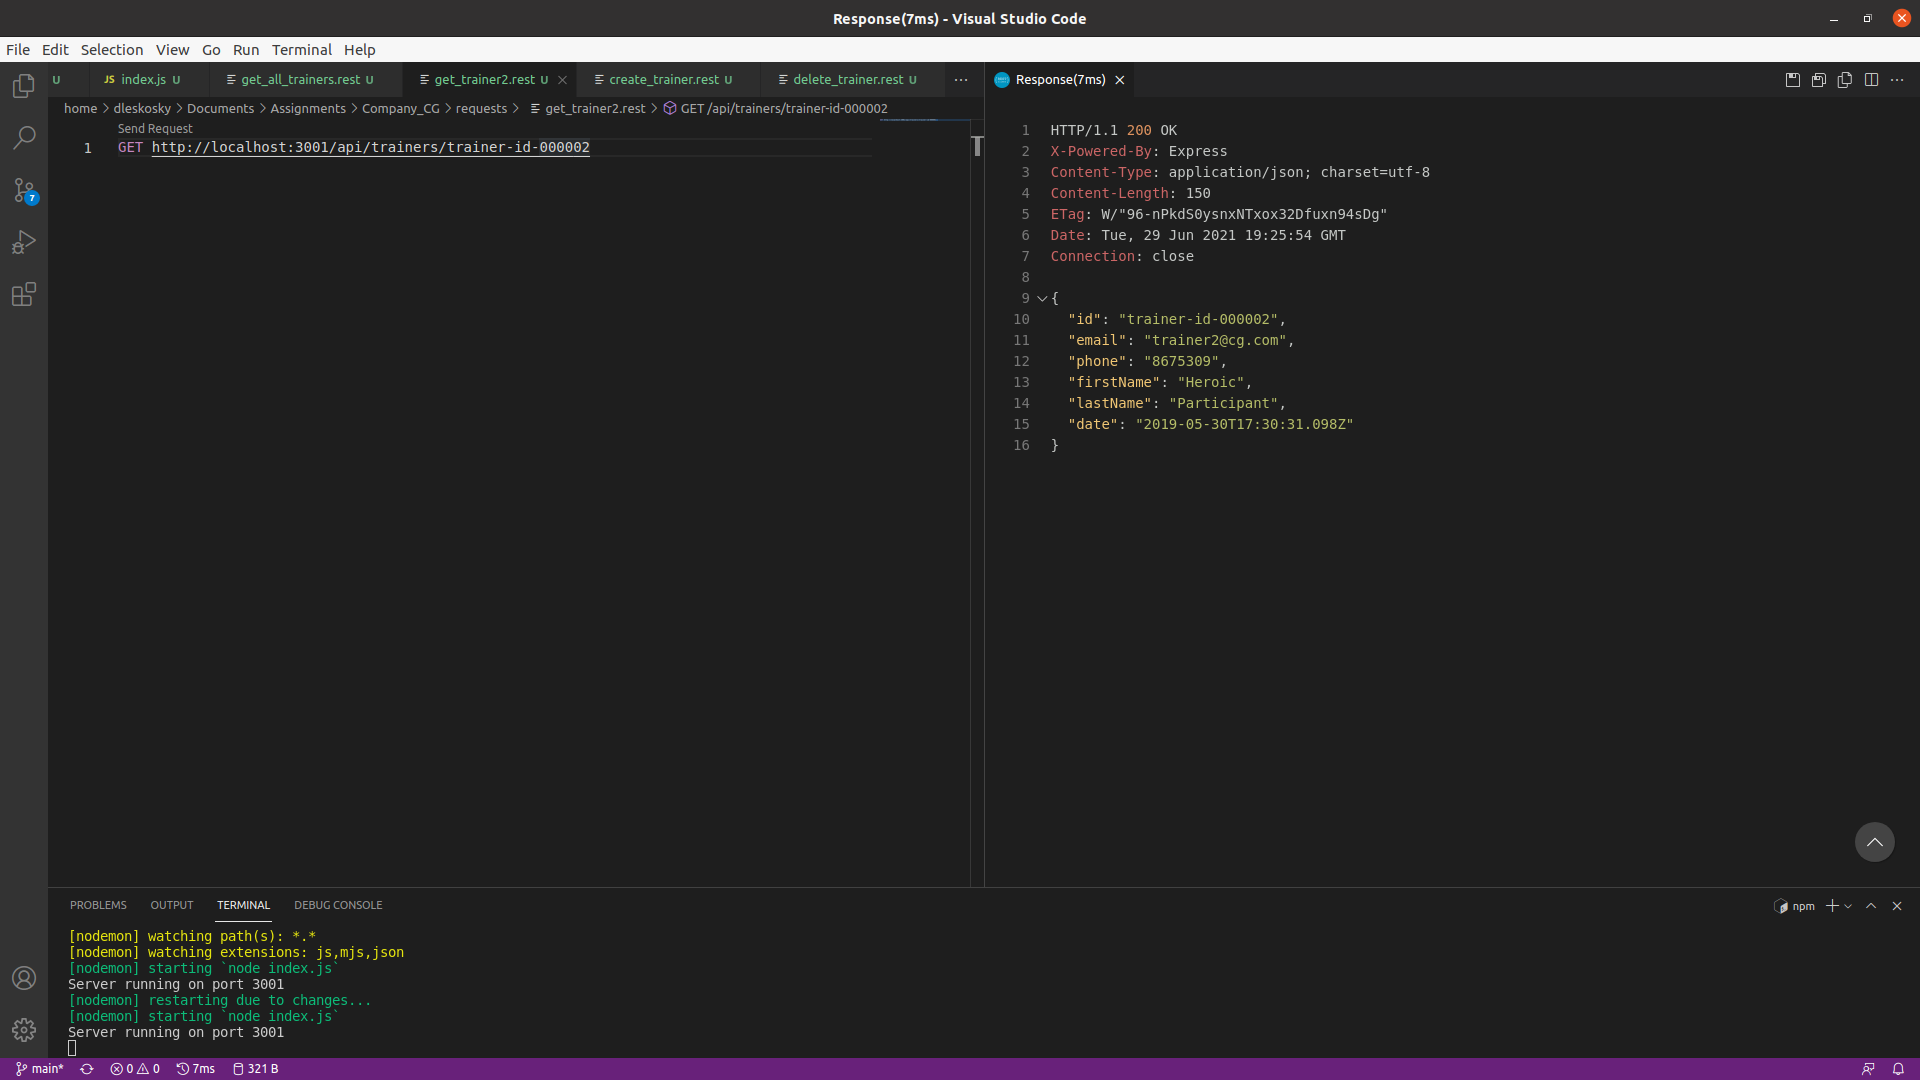 Response(7ms) - Visual Studio Code
File Edit Selection View Go Run Terminal Help
U JS index.js U get_all_trainers.rest U get_trainer2.rest U create_trainer.rest U delete_trainer.rest U ...
Response(7ms)
home > dleskosky > Documents > Assignments > Company_CG > requests > get_trainer2.rest > GET /api/trainers/trainer-id-000002
Send Request
1 GET http://localhost:3001/api/trainers/trainer-id-000002
1 HTTP/1.1 200 OK
2 X-Powered-By: Express
3 Content-Type: application/json; charset=utf-8
4 Content-Length: 150
5 ETag: W/"96-nPkdS0ysnxNTxox32Dfuxn94sDg"
6 Date: Tue, 29 Jun 2021 19:25:54 GMT
7 Connection: close
8
9 {
10 "id": "trainer-id-000002",
11 "email": "trainer2@cg.com",
12 "phone": "8675309",
13 "firstName": "Heroic",
14 "lastName": "Participant",
15 "date": "2019-05-30T17:30:31.098Z"
16 }
7
PROBLEMS OUTPUT TERMINAL DEBUG CONSOLE
npm
[nodemon] watching path(s): *.*
[nodemon] watching extensions: js,mjs,json
[nodemon] starting `node index.js`
Server running on port 3001
[nodemon] restarting due to changes...
[nodemon] starting `node index.js`
Server running on port 3001
main* 0 0 7ms 321 B